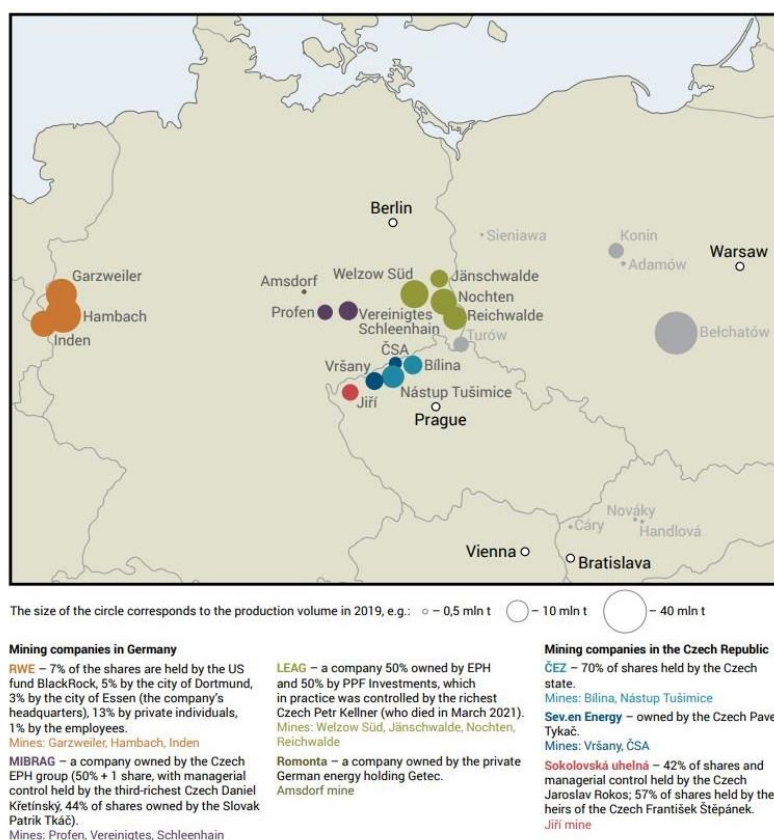 Berlin
Sieniawa
Konin
Adamów
Warsaw
Garzweiler
Hambach
Inden
Amsdorf
Profen
Welzow Süd
Jänschwalde
Nochten
Reichwalde
Vereinigtes
Schleenhain
Turów
Bełchatów
ČSA
Vršany
Bílina
Nástup Tušimice
Jiří
Prague
Nováky
Čáry
Handlová
Vienna
Bratislava
The size of the circle corresponds to the production volume in 2019, e.g.: – 0,5 mln t – 10 mln t – 40 mln t
Mining companies in Germany
RWE – 7% of the shares are held by the US
fund BlackRock, 5% by the city of Dortmund,
3% by the city of Essen (the company's
headquarters), 13% by private individuals,
1% by the employees.
Mines: Garzweiler, Hambach, Inden
MIBRAG – a company owned by the Czech
EPH group (50% + 1 share, with managerial
control held by the third-richest Czech Daniel
Křetínský, 44% of shares owned by the Slovak
Patrik Tkáč).
Mines: Profen, Vereinigtes, Schleenhain
LEAG – a company 50% owned by EPH
and 50% by PPF Investments, which
in practice was controlled by the richest
Czech Petr Kellner (who died in March 2021).
Mines: Welzow Süd, Jänschwalde, Nochten,
Reichwalde
Romonta – a company owned by the private
German energy holding Getec.
Amsdorf mine
Mining companies in the Czech Republic
ČEZ – 70% of shares held by the Czech
state.
Mines: Bílina, Nástup Tušimice
Sev.en Energy – owned by the Czech Pave
Tykač.
Mines: Vršany, ČSA
Sokolovská uhelná – 42% of shares and
managerial control held by the Czech
Jaroslav Rokos; 57% of shares held by the
heirs of the Czech František Štěpánek.
Jiří mine